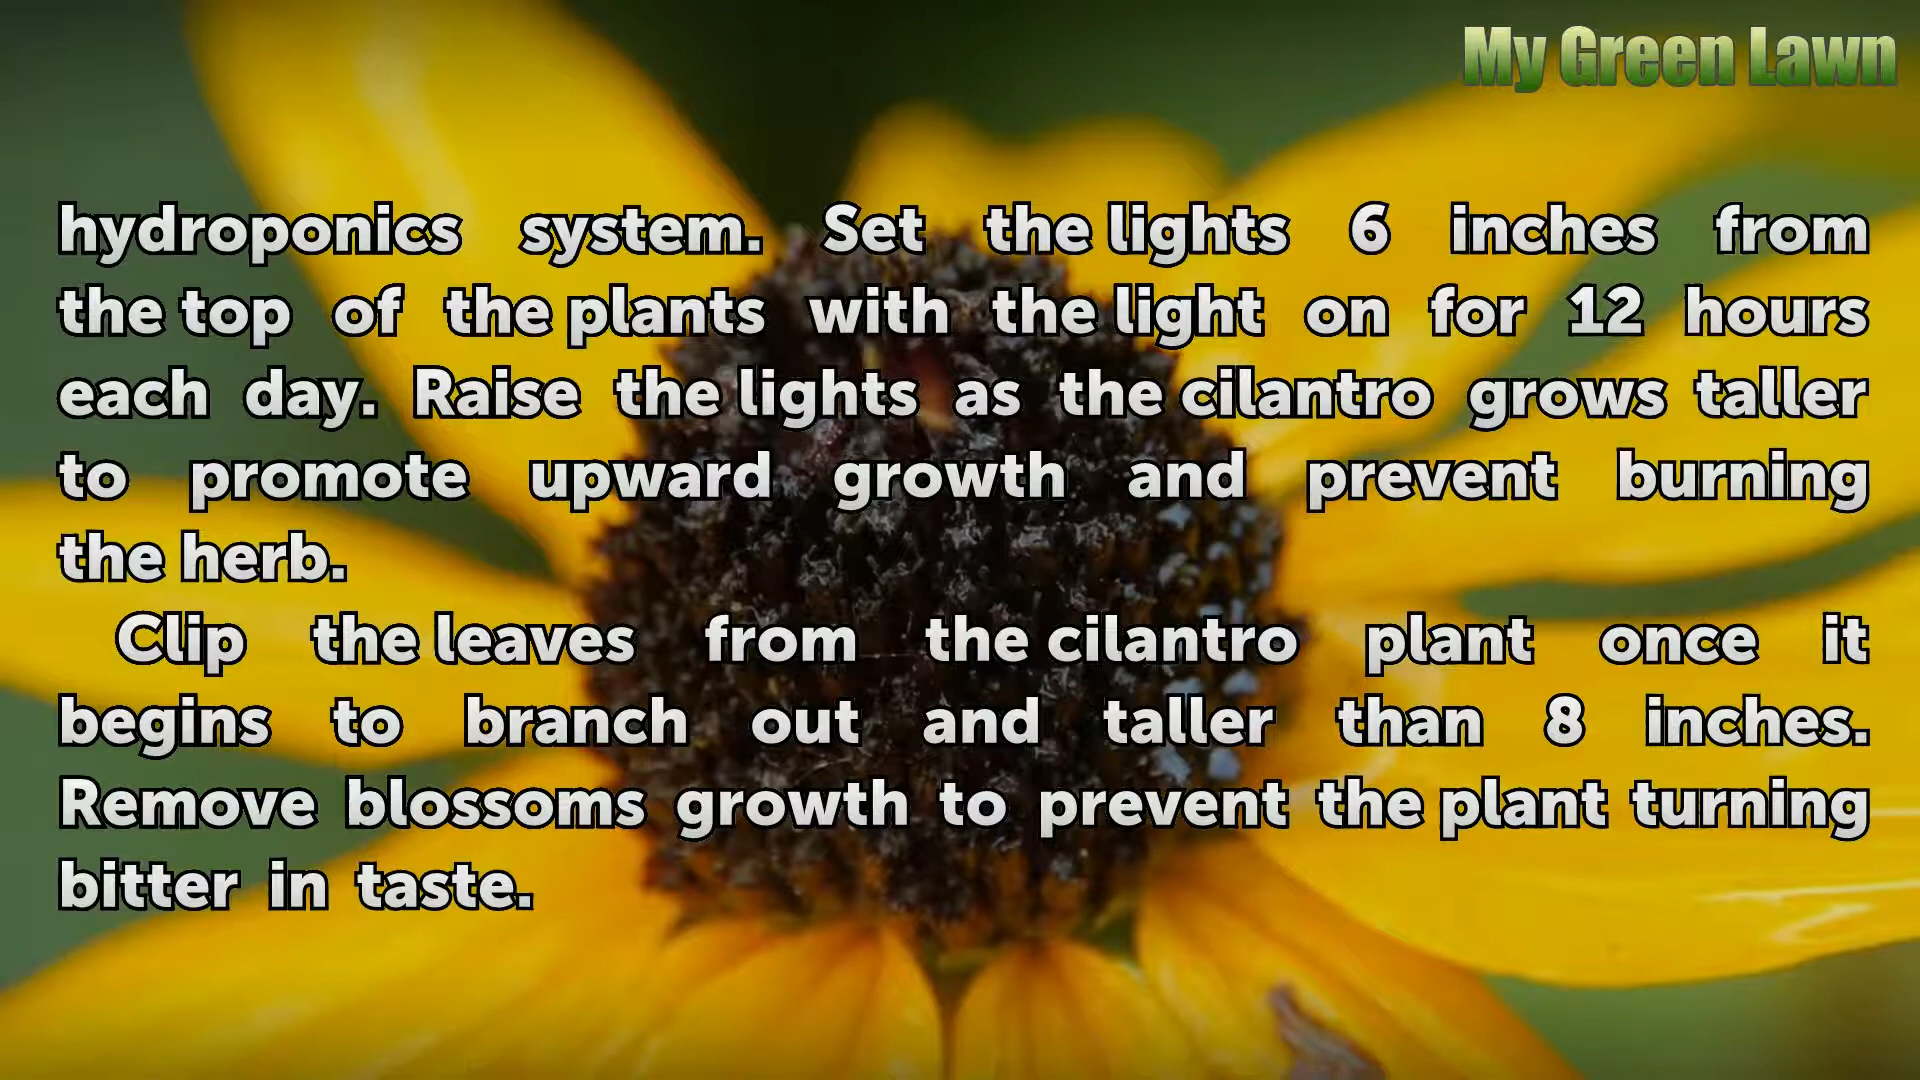 My Green Lawn
hydroponics system. Set the lights 6 inches from
the top of the plants with the light on for 12 hours
each day. Raise the lights as the cilantro grows taller
to promote upward growth and prevent burning
the herb.
Clip the leaves from the cilantro plant once it
begins to branch out and taller than 8 inches.
Remove blossoms growth to prevent the plant turning
bitter in taste.